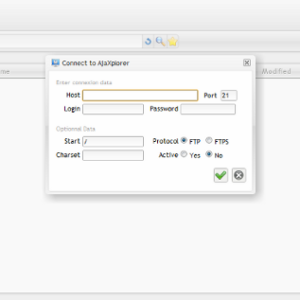 Connect to AjaXplorer
me Modified
Enter connexion data
Host Port 21
Login Password
Optionnal Data
Start / Protocol FTP FTPS
Charset Active Yes No